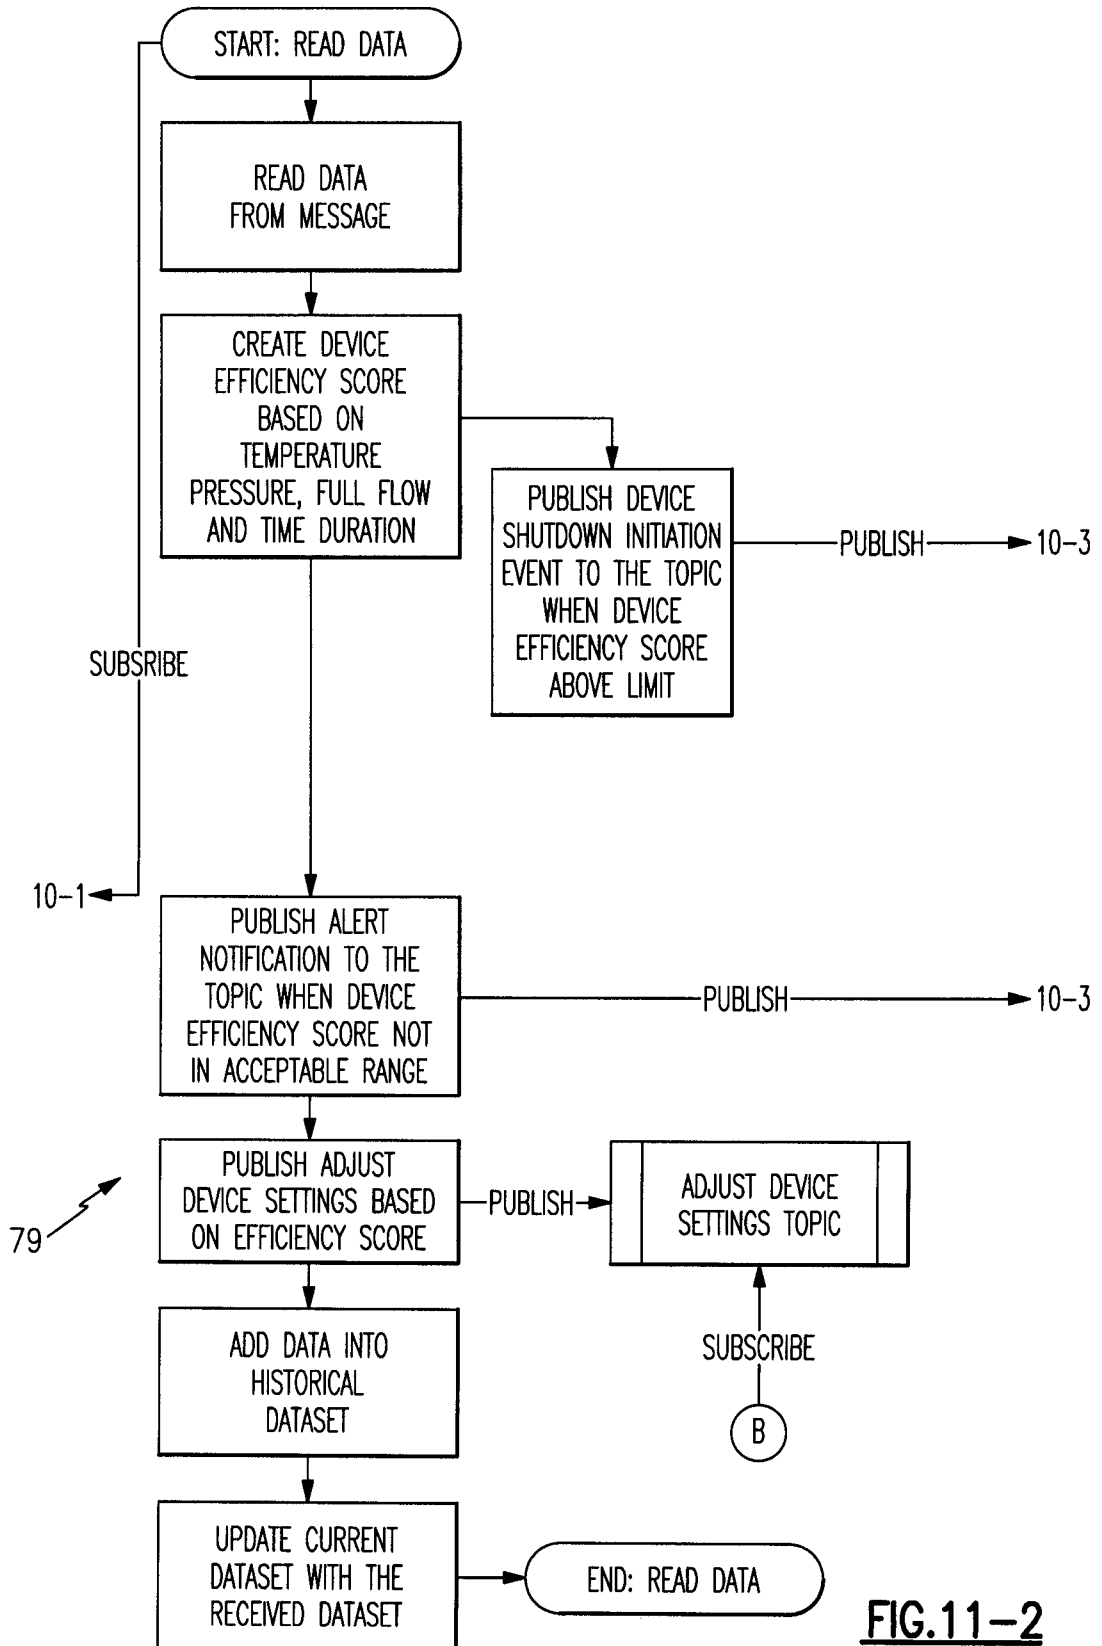 START: READ DATA
READ DATA
FROM MESSAGE
CREATE DEVICE
EFFICIENCY SCORE
BASED ON
TEMPERATURE
PRESSURE, FULL FLOW
AND TIME DURATION
PUBLISH DEVICE
SHUTDOWN INITIATION
EVENT TO THE TOPIC
WHEN DEVICE
EFFICIENCY SCORE
ABOVE LIMIT
PUBLISH
10-3
SUBSRIBE
10-1
PUBLISH ALERT
NOTIFICATION TO THE
TOPIC WHEN DEVICE
EFFICIENCY SCORE NOT
IN ACCEPTABLE RANGE
PUBLISH
10-3
79
PUBLISH ADJUST
DEVICE SETTINGS BASED
ON EFFICIENCY SCORE
PUBLISH
ADJUST DEVICE
SETTINGS TOPIC
SUBSCRIBE
B
ADD DATA INTO
HISTORICAL
DATASET
UPDATE CURRENT
DATASET WITH THE
RECEIVED DATASET
END: READ DATA
FIG.11-2